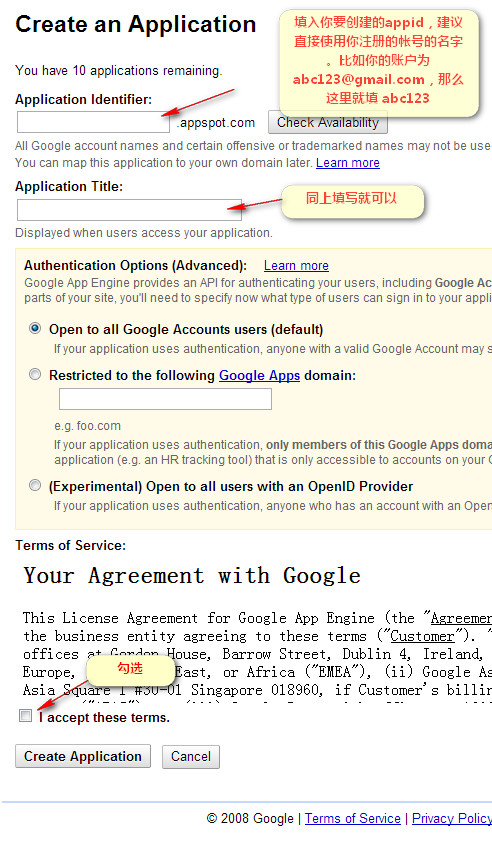 Create an Application
填入你要创建的appid，建议
直接使用你注册的帐号的名字
。比如你的账户为
abc123@gmail.com，那么
这里就填 abc123
You have 10 applications remaining.
Application Identifier:
.appspot.com Check Availability
All Google account names and certain offensive or trademarked names may not be use
You can map this application to your own domain later. Learn more
Application Title:
同上填写就可以
Displayed when users access your application.
Authentication Options (Advanced): Learn more
Google App Engine provides an API for authenticating your users, including Google Ac
parts of your site, you'll need to specify now what type of users can sign in to your appli
Open to all Google Accounts users (default)
If your application uses authentication, anyone with a valid Google Account may s
Restricted to the following Google Apps domain:
e.g. foo.com
If your application uses authentication, only members of this Google Apps doma
application (e.g. an HR tracking tool) that is only accessible to accounts on your G
(Experimental) Open to all users with an OpenID Provider
If your application uses authentication, anyone who has an account with an Open
Terms of Service:
Your Agreement with Google
This License Agreement for Google App Engine (the "Agreemen
the business entity agreeing to these terms ("Customer"). "
offices at Gordon House, Barrow Street, Dublin 4, Ireland,
Europe, East, or Africa ("EMEA"), (ii) Google As
勾选
Asia Square 1 #30-01 Singapore 018960, if Customer's billin
I accept these terms.
Create Application Cancel
© 2008 Google | Terms of Service | Privacy Policy